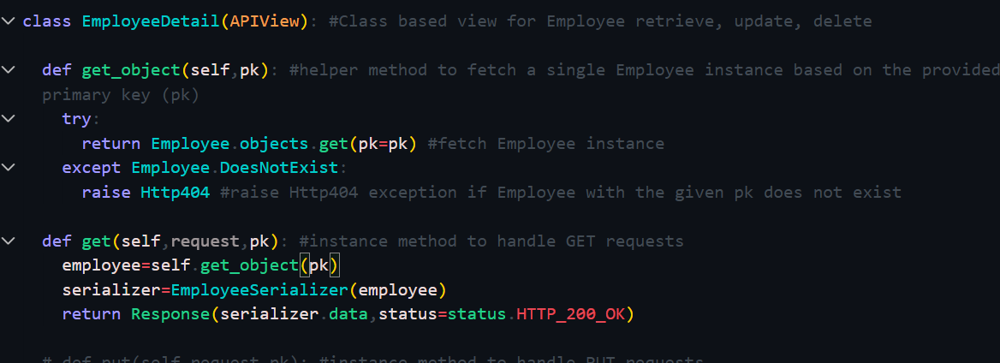 class EmployeeDetail(APIView): #Class based view for Employee retrieve, update, delete
def get_object(self,pk): #helper method to fetch a single Employee instance based on the provided
primary key (pk)
try:
return Employee.objects.get(pk=pk) #fetch Employee instance
except Employee.DoesNotExist:
raise Http404 #raise Http404 exception if Employee with the given pk does not exist
def get(self,request,pk): #instance method to handle GET requests
employee=self.get_object(pk)
serializer=EmployeeSerializer(employee)
return Response(serializer.data,status=status.HTTP_200_OK)
# def put(self,request,pk): #instance method to handle PUT requests